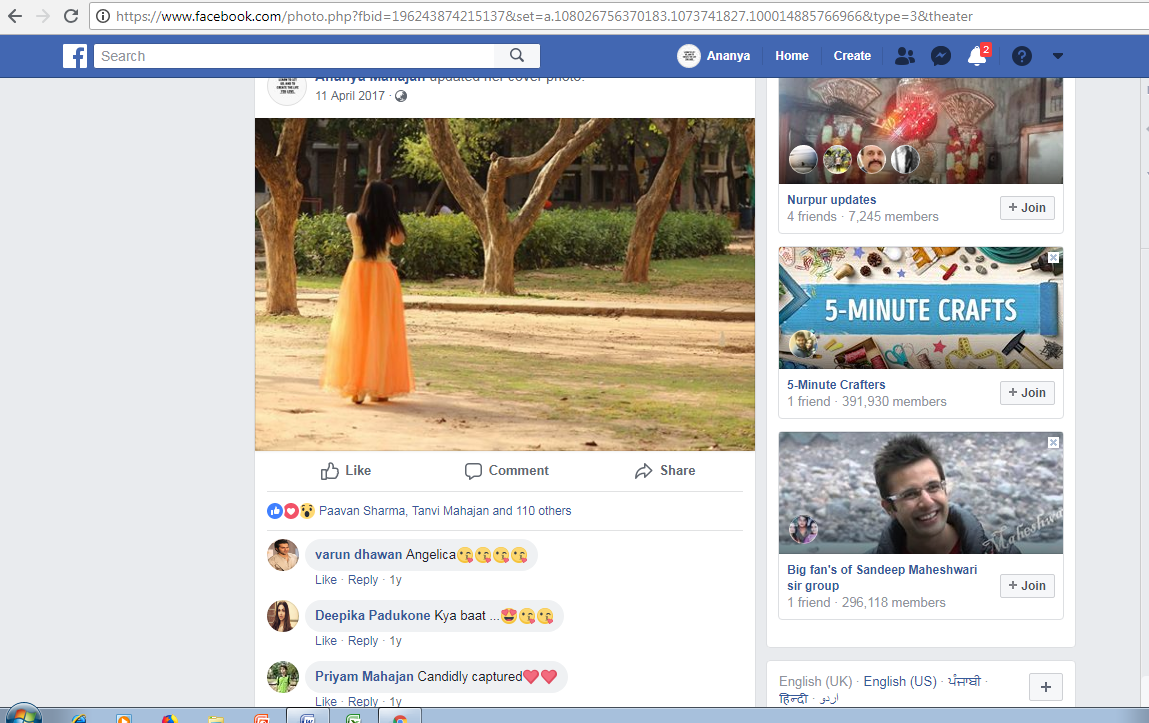 https://www.facebook.com/photo.php?fbid=196243874215137&set=a.108026756370183.1073741827.100014885766966&type=3&theater
Search
Ananya
Home
Create
2
Ananya Mahajan updated her cover photo.
11 April 2017 ·
Like
Comment
Share
Paavan Sharma, Tanvi Mahajan and 110 others
varun dhawan Angelica😘😘😘😘
Like · Reply · 1y
Deepika Padukone Kya baat ...😍😘😘
Like · Reply · 1y
Priyam Mahajan Candidly captured❤❤
Like · Reply · 1y
Nurpur updates
4 friends · 7,245 members
+ Join
5-MINUTE CRAFTS
5-Minute Crafters
1 friend · 391,930 members
+ Join
Maheshwa
Big fan's of Sandeep Maheshwari
sir group
1 friend · 296,118 members
+ Join
English (UK) · English (US) · ਪੰਜਾਬੀ ·
हिन्दी · اردو
+